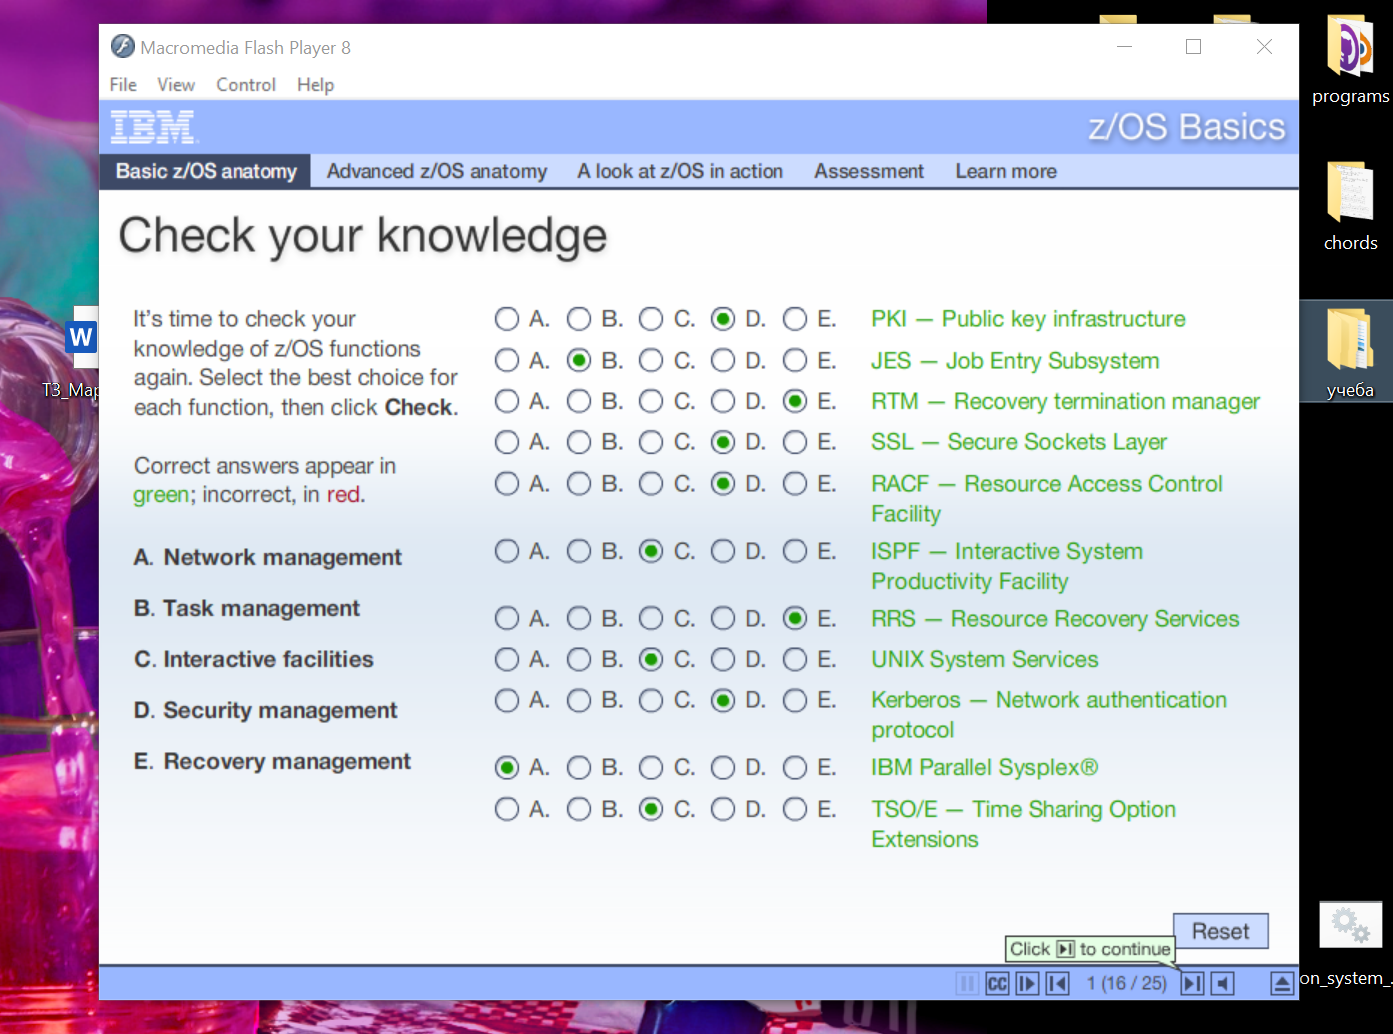 Macromedia Flash Player 8
File View Control Help
IBM
z/OS Basics
Basic z/OS anatomy Advanced z/OS anatomy A look at z/OS in action Assessment Learn more
Check your knowledge
It's time to check your
knowledge of z/OS functions
again. Select the best choice for
each function, then click Check.
Correct answers appear in
green; incorrect, in red.
A. Network management
B. Task management
C. Interactive facilities
D. Security management
E. Recovery management
A. B. C. D. E. PKI — Public key infrastructure
A. B. C. D. E. JES — Job Entry Subsystem
A. B. C. D. E. RTM — Recovery termination manager
A. B. C. D. E. SSL — Secure Sockets Layer
A. B. C. D. E. RACF — Resource Access Control
Facility
A. B. C. D. E. ISPF — Interactive System
Productivity Facility
A. B. C. D. E. RRS — Resource Recovery Services
A. B. C. D. E. UNIX System Services
A. B. C. D. E. Kerberos — Network authentication
protocol
A. B. C. D. E. IBM Parallel Sysplex®
A. B. C. D. E. TSO/E — Time Sharing Option
Extensions
Reset
Click to continue
CC 1 (16 / 25)
W
ТЗ_Мар
programs
chords
учеба
on_system_...